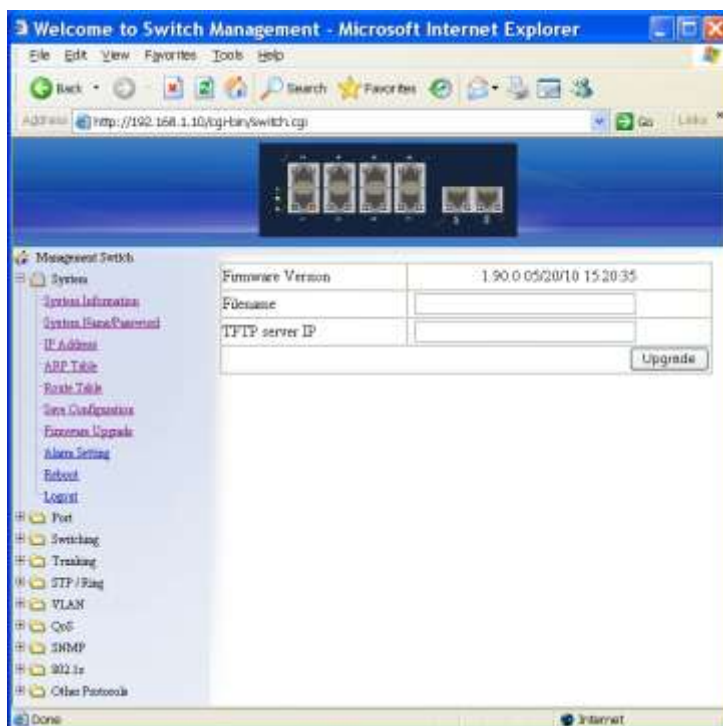 Welcome to Switch Management - Microsoft Internet Explorer
File Edit View Favorites Tools Help
Back Search Favorites
Address http://192.168.1.10/cgi-bin/switch.cgi Go Links »
Management Switch
System
System Information
System Name/Password
IP Address
ARP Table
Route Table
Save Configuration
Firmware Upgrade
Alarm Setting
Reboot
Logout
Port
Switching
Trunking
STP / Ring
VLAN
QoS
SNMP
802.1x
Other Protocols
Firmware Version 1.90.0 05/20/10 15:20:35
Filename
TFTP server IP
Upgrade
Done Internet